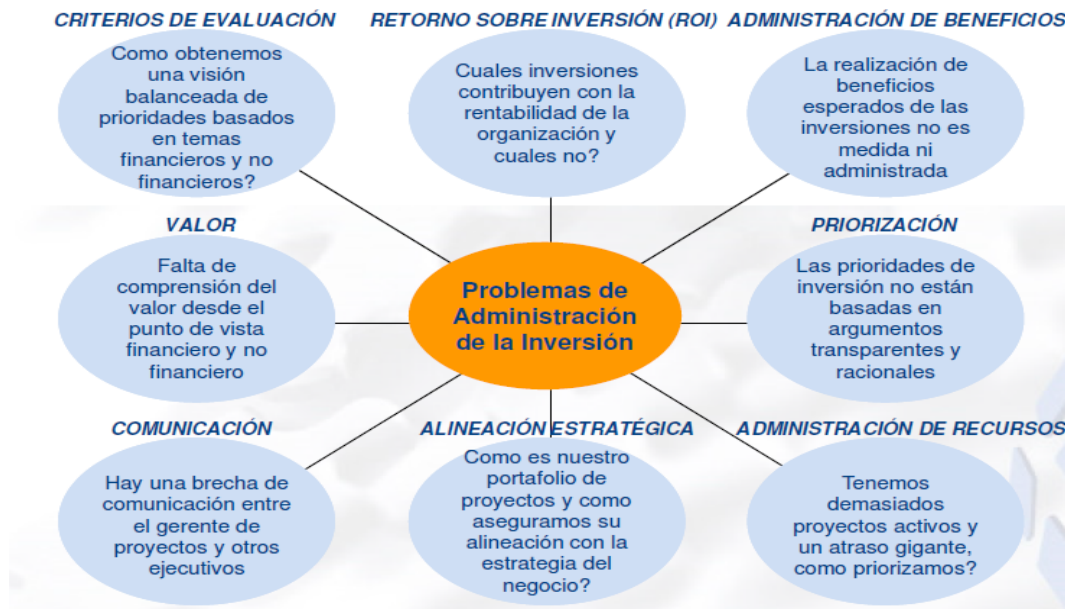 CRITERIOS DE EVALUACIÓN
Como obtenemos
una visión
balanceada de
prioridades basados
en temas
financieros y no
financieros?
RETORNO SOBRE INVERSIÓN (ROI)
Cuales inversiones
contribuyen con la
rentabilidad de la
organización y
cuales no?
ADMINISTRACIÓN DE BENEFICIOS
La realización de
beneficios
esperados de las
inversiones no es
medida ni
administrada
VALOR
Falta de
comprensión del
valor desde el
punto de vista
financiero y no
financiero
Problemas de
Administración
de la Inversión
PRIORIZACIÓN
Las prioridades de
inversión no están
basadas en
argumentos
transparentes y
racionales
COMUNICACIÓN
Hay una brecha de
comunicación entre
el gerente de
proyectos y otros
ejecutivos
ALINEACIÓN ESTRATÉGICA
Como es nuestro
portafolio de
proyectos y como
aseguramos su
alineación con la
estrategia del
negocio?
ADMINISTRACIÓN DE RECURSOS
Tenemos
demasiados
proyectos activos y
un atraso gigante,
como priorizamos?